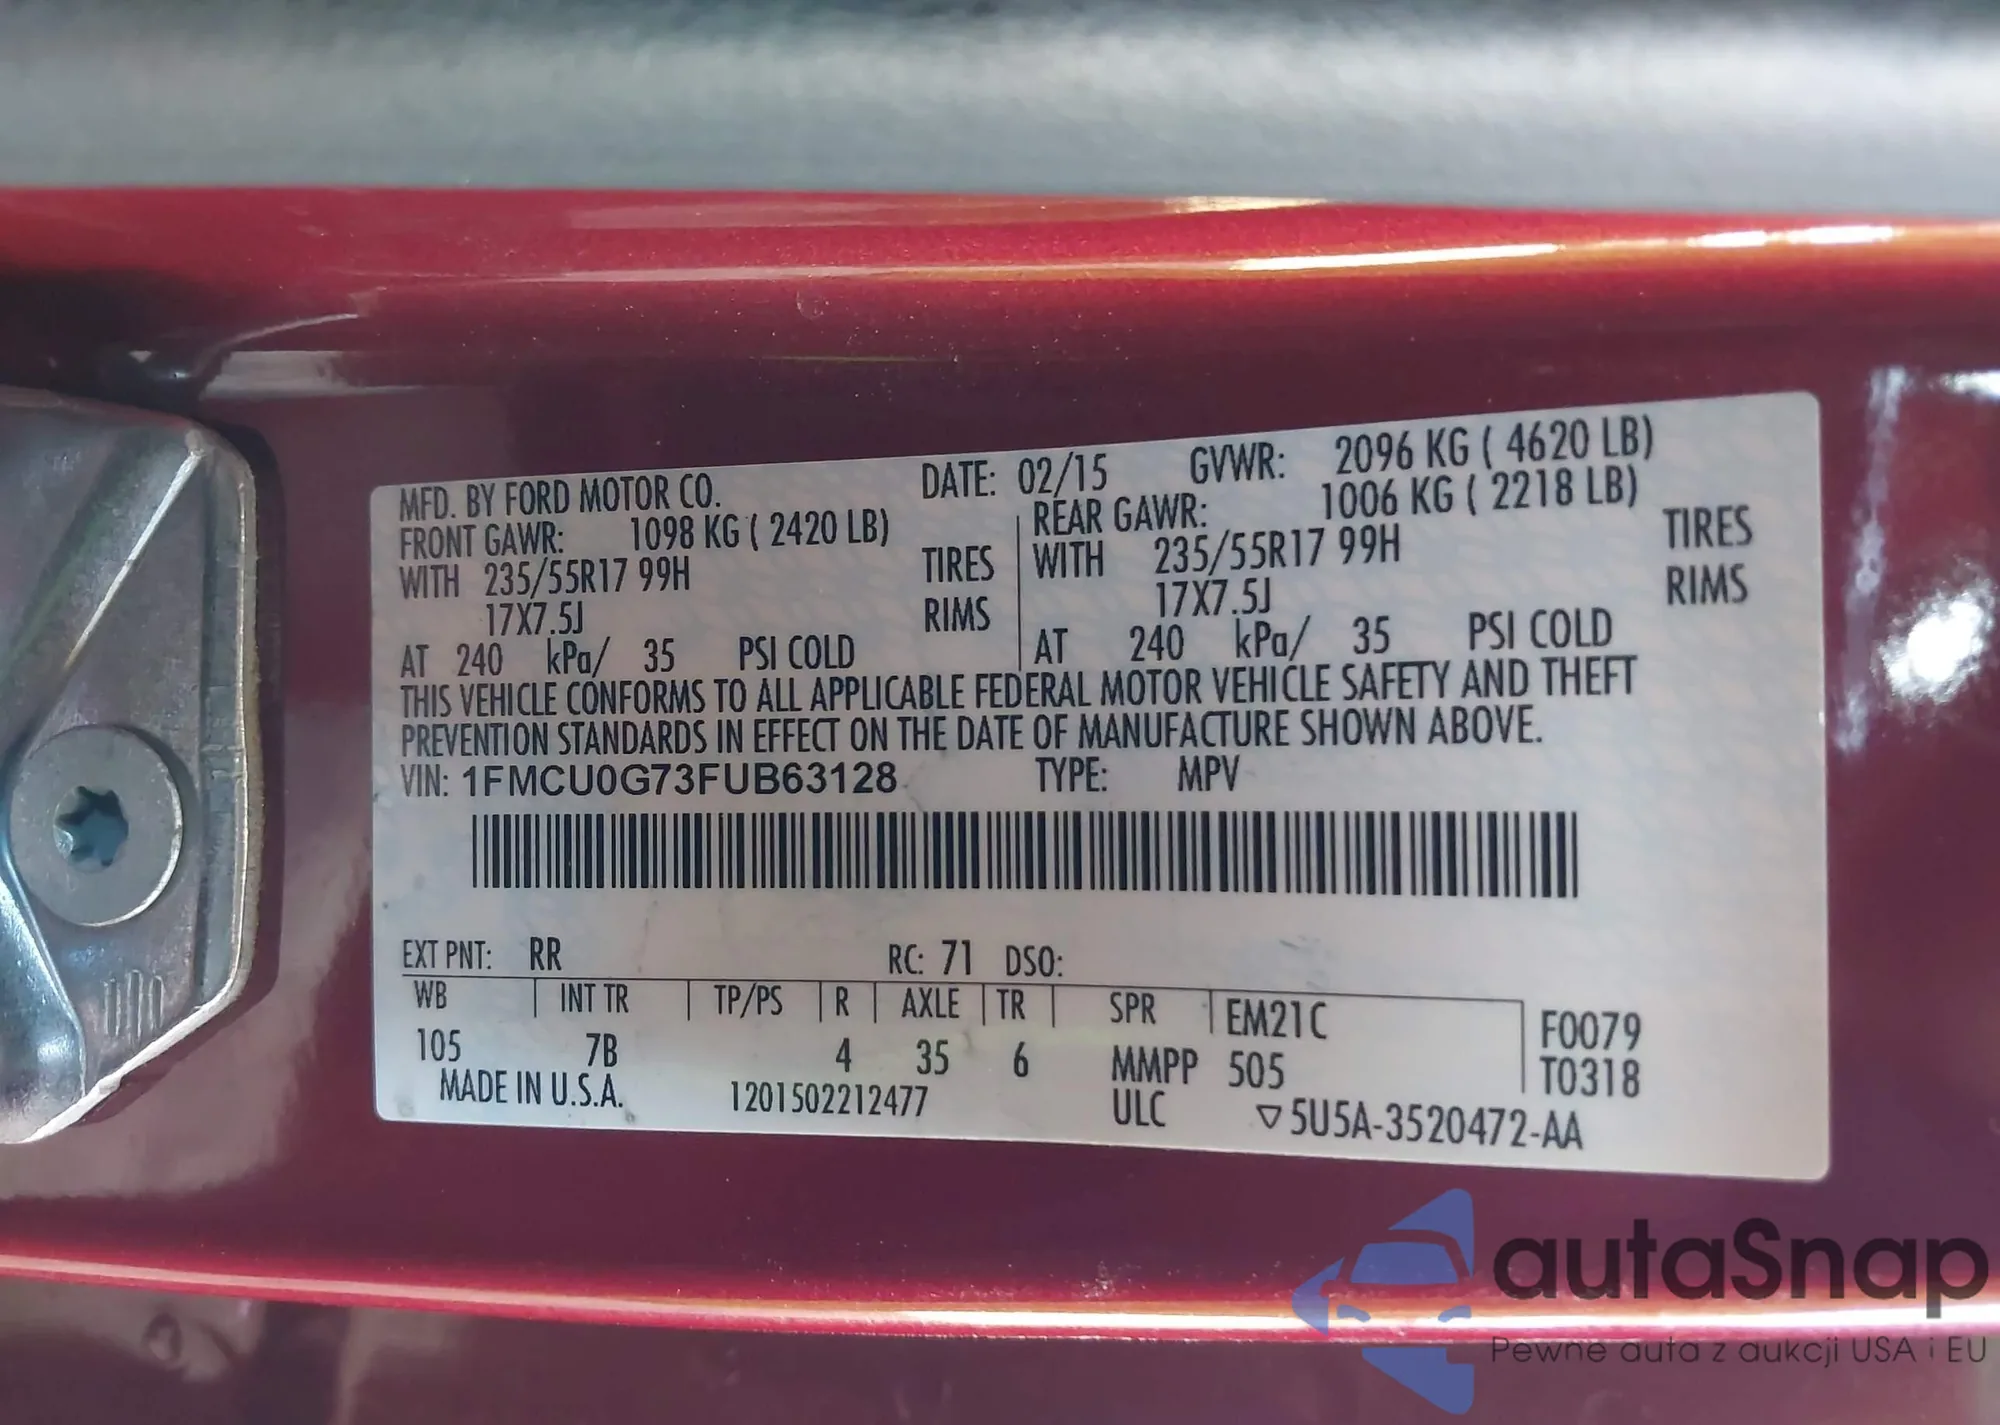 MFD. BY FORD MOTOR CO. DATE: 02/15 GVWR: 2096 KG ( 4620 LB)
FRONT GAWR: 1098 KG ( 2420 LB) REAR GAWR: 1006 KG ( 2218 LB)
WITH 235/55R17 99H TIRES WITH 235/55R17 99H TIRES
17X7.5J RIMS 17X7.5J RIMS
AT 240 kPa/ 35 PSI COLD AT 240 kPa/ 35 PSI COLD
THIS VEHICLE CONFORMS TO ALL APPLICABLE FEDERAL MOTOR VEHICLE SAFETY AND THEFT
PREVENTION STANDARDS IN EFFECT ON THE DATE OF MANUFACTURE SHOWN ABOVE.
VIN: 1FMCU0G73FUB63128 TYPE: MPV
EXT PNT: RR RC: 71 DSO:
WB INT TR TP/PS R AXLE TR SPR EM21C F0079
105 7B 4 35 6 MMPP 505 T0318
MADE IN U.S.A. 1201502212477 ULC ▽5U5A-3520472-AA
autaSnap
Pewne auta z aukcji USA i EU